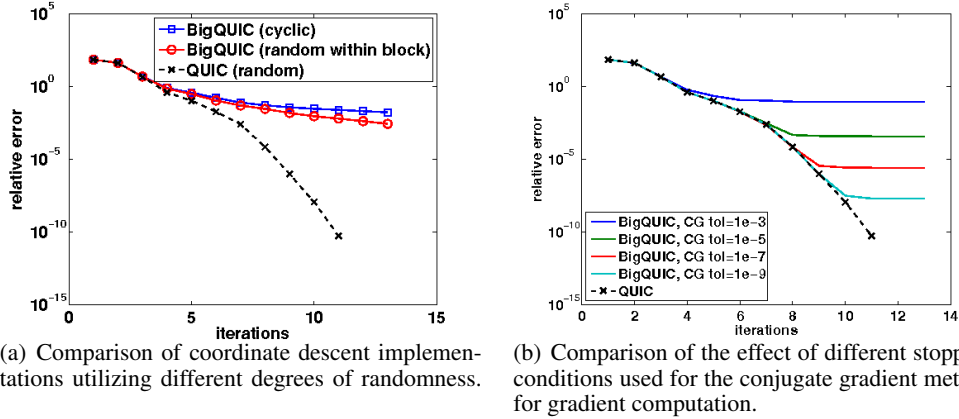 10^5
10^0
10^-5
10^-10
10^-15
relative error
BigQUIC (cyclic)
BigQUIC (random within block)
QUIC (random)
0 5 10 15
iterations
(a) Comparison of coordinate descent implemen-
tations utilizing different degrees of randomness.
10^5
10^0
10^-5
10^-10
10^-15
relative error
BigQUIC, CG tol=1e-3
BigQUIC, CG tol=1e-5
BigQUIC, CG tol=1e-7
BigQUIC, CG tol=1e-9
QUIC
0 2 4 6 8 10 12 14
iterations
(b) Comparison of the effect of different stopp
conditions used for the conjugate gradient met
for gradient computation.